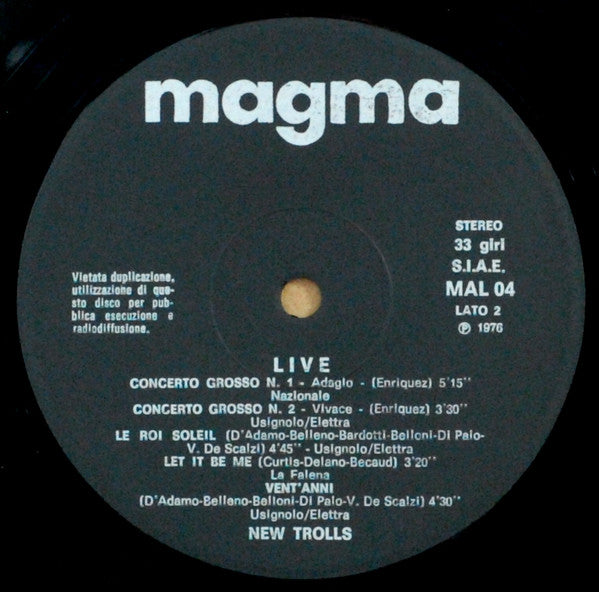 magma
STEREO
33 giri
S.I.A.E.
MAL 04
LATO 2
Ⓟ 1976
Vietata duplicazione,
utilizzazione di que-
sto disco per pub-
blica esecuzione e
radiodiffusione.
LIVE
CONCERTO GROSSO N. 1 - Adagio - (Enriquez) 5'15''
Nazionale
CONCERTO GROSSO N. 2 - Vivace - (Enriquez) 3'30''
Usignolo/Elettra
LE ROI SOLEIL (D'Adamo-Belleno-Bardotti-Belloni-Di Palo-
V. De Scalzi) 4'45'' - Usignolo/Elettra
LET IT BE ME (Curtis-Delano-Becaud) 3'20''
La Falena
VENT'ANNI
(D'Adamo-Belleno-Belloni-Di Palo-V. De Scalzi) 4'30''
Usignolo/Elettra
NEW TROLLS